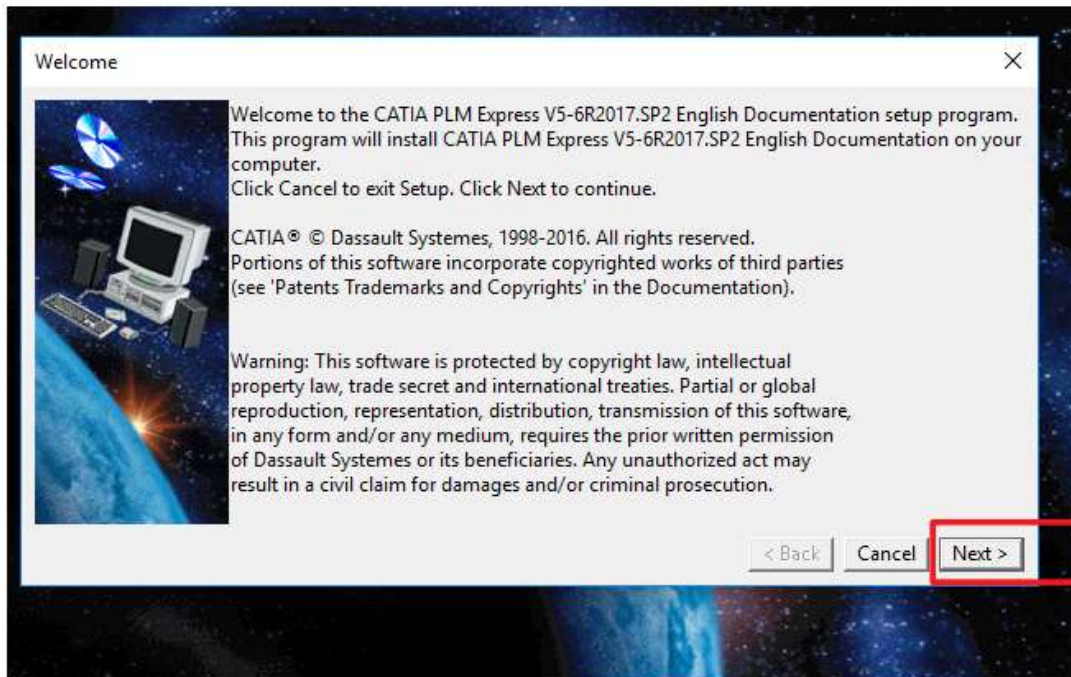 Welcome
Welcome to the CATIA PLM Express V5-6R2017.SP2 English Documentation setup program.
This program will install CATIA PLM Express V5-6R2017.SP2 English Documentation on your
computer.
Click Cancel to exit Setup. Click Next to continue.
CATIA® © Dassault Systemes, 1998-2016. All rights reserved.
Portions of this software incorporate copyrighted works of third parties
(see 'Patents Trademarks and Copyrights' in the Documentation).
Warning: This software is protected by copyright law, intellectual
property law, trade secret and international treaties. Partial or global
reproduction, representation, distribution, transmission of this software,
in any form and/or any medium, requires the prior written permission
of Dassault Systemes or its beneficiaries. Any unauthorized act may
result in a civil claim for damages and/or criminal prosecution.
< Back Cancel Next >